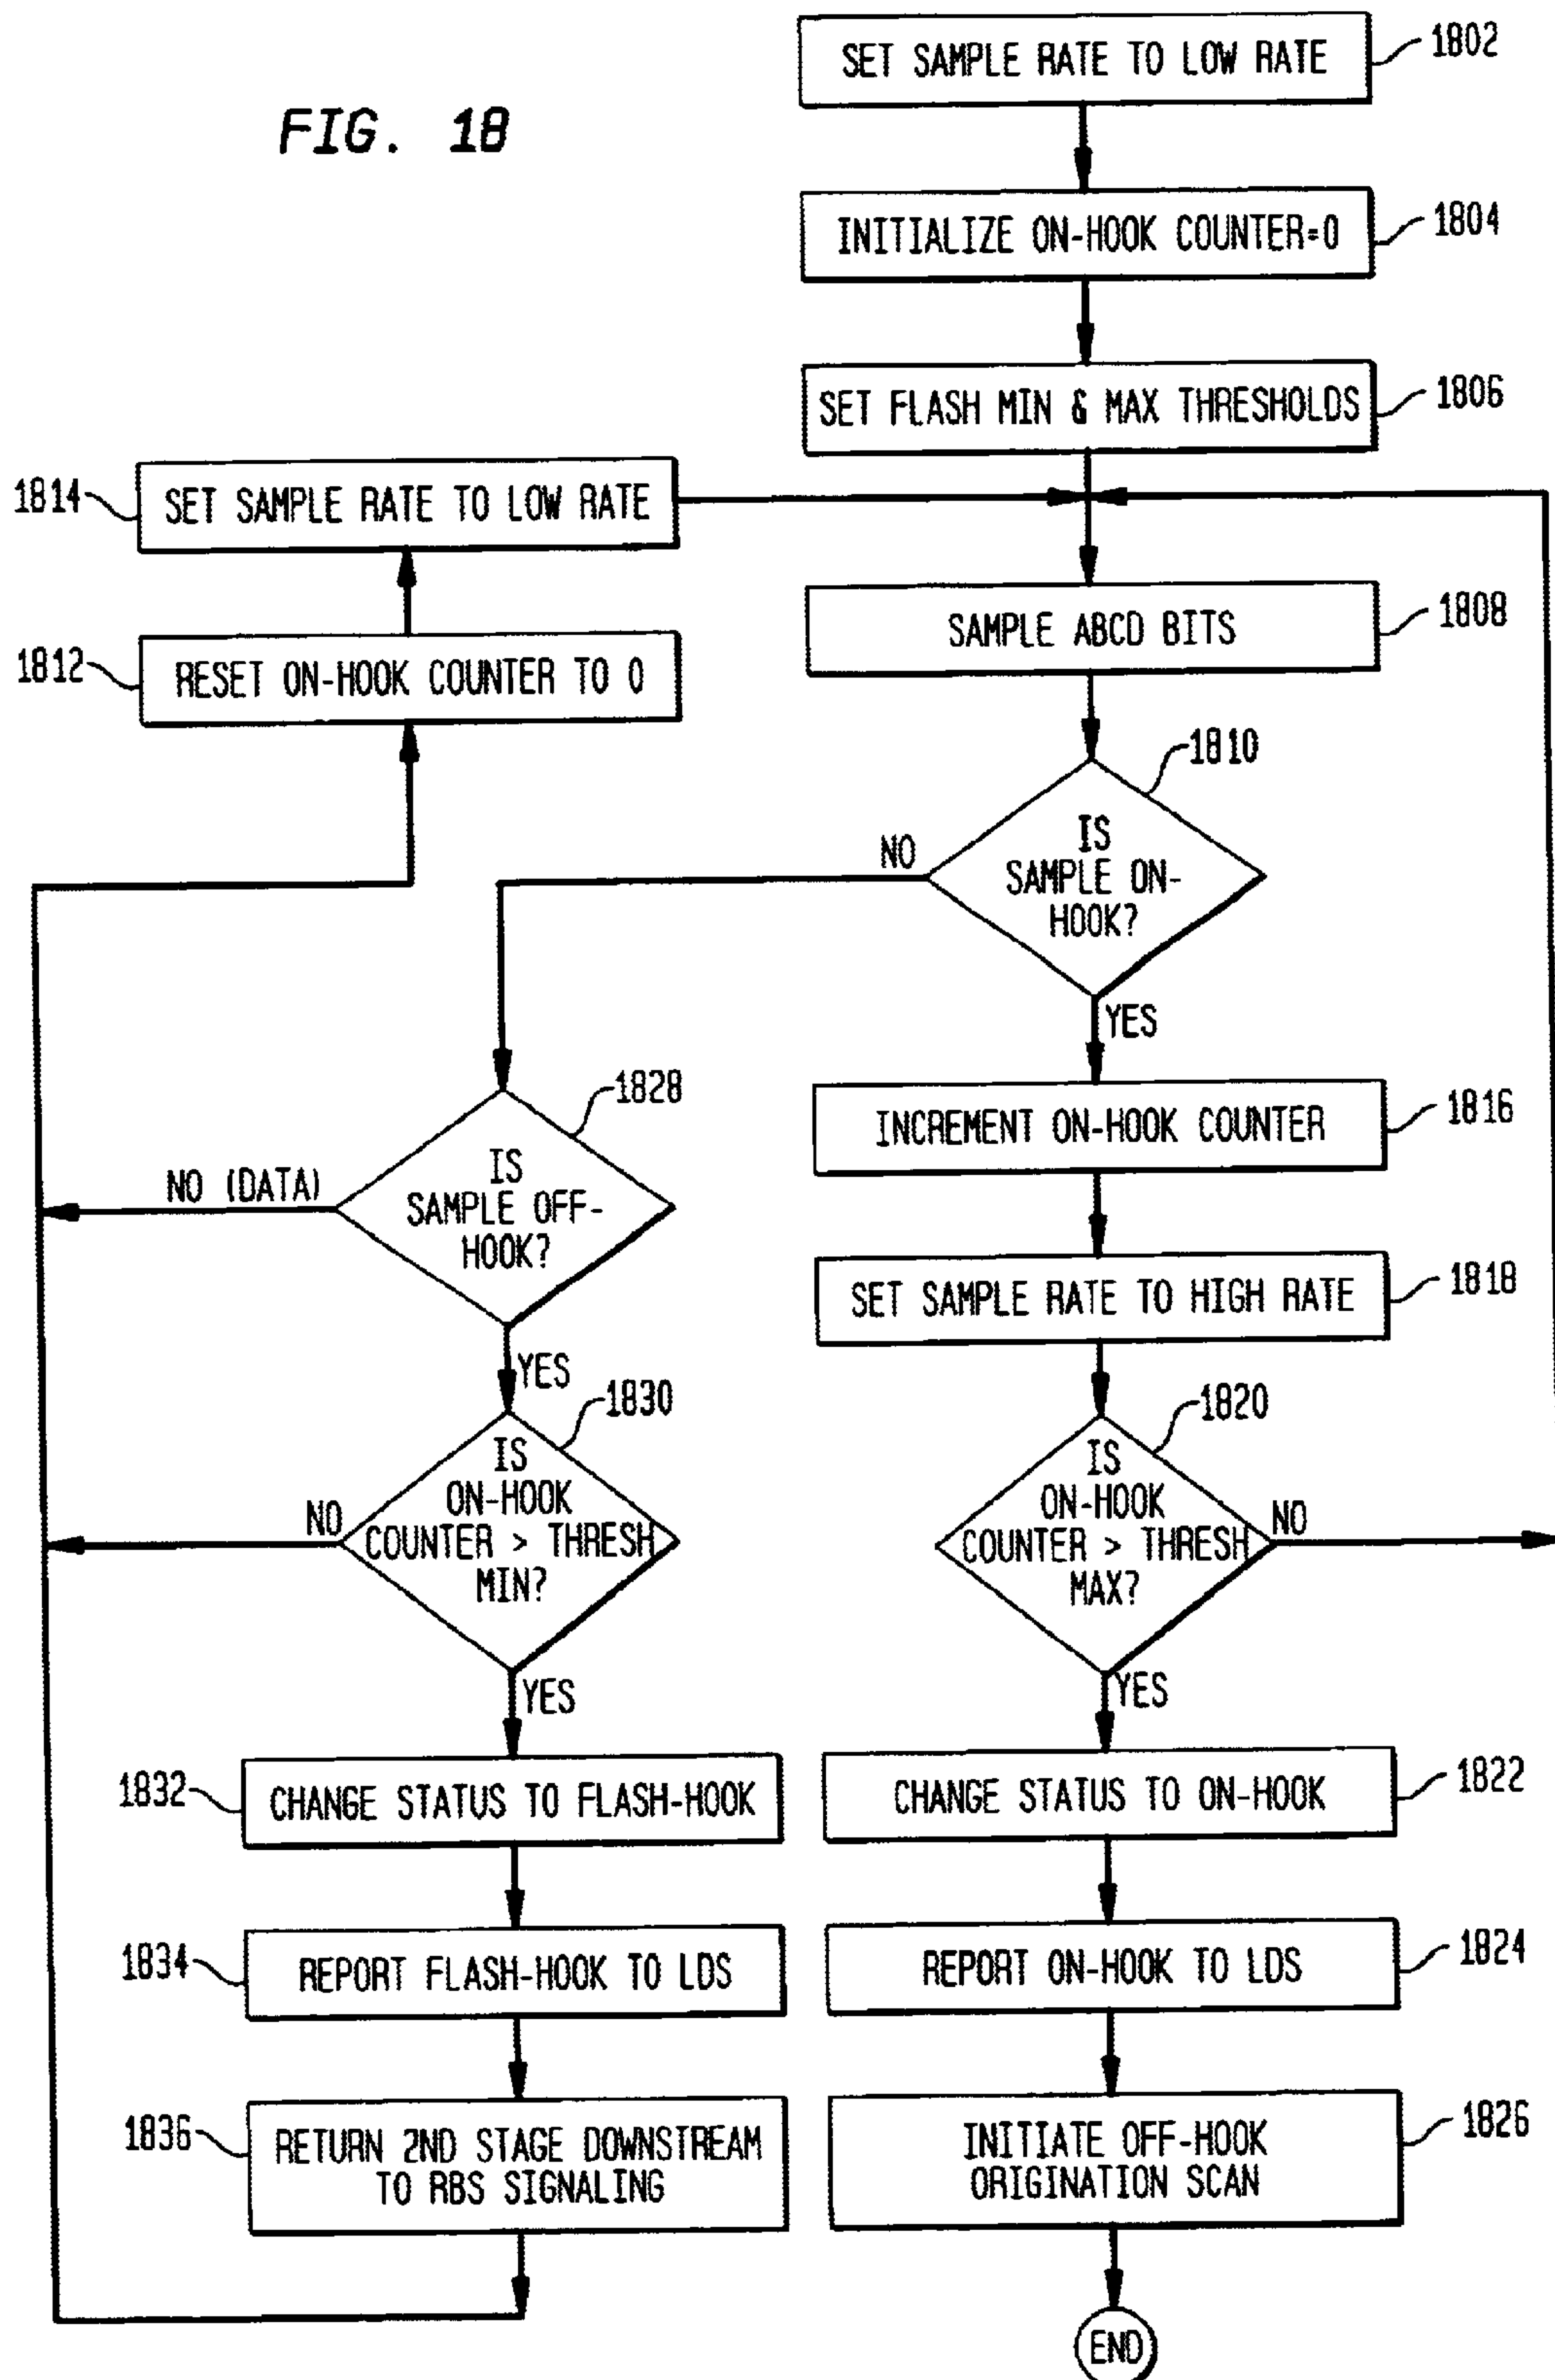 FIG. 18
SET SAMPLE RATE TO LOW RATE
1802
INITIALIZE ON-HOOK COUNTER=0
1804
SET FLASH MIN & MAX THRESHOLDS
1806
1814
SET SAMPLE RATE TO LOW RATE
SAMPLE ABCD BITS
1808
1812
RESET ON-HOOK COUNTER TO 0
1810
IS
SAMPLE ON-
HOOK?
NO
YES
1828
IS
SAMPLE OFF-
HOOK?
NO (DATA)
YES
INCREMENT ON-HOOK COUNTER
1816
SET SAMPLE RATE TO HIGH RATE
1818
1830
IS
ON-HOOK
COUNTER > THRESH
MIN?
NO
YES
1820
IS
ON-HOOK
COUNTER > THRESH
MAX?
NO
YES
1832
CHANGE STATUS TO FLASH-HOOK
CHANGE STATUS TO ON-HOOK
1822
1834
REPORT FLASH-HOOK TO LDS
REPORT ON-HOOK TO LDS
1824
1836
RETURN 2ND STAGE DOWNSTREAM
TO RBS SIGNALING
INITIATE OFF-HOOK
ORIGINATION SCAN
1826
END